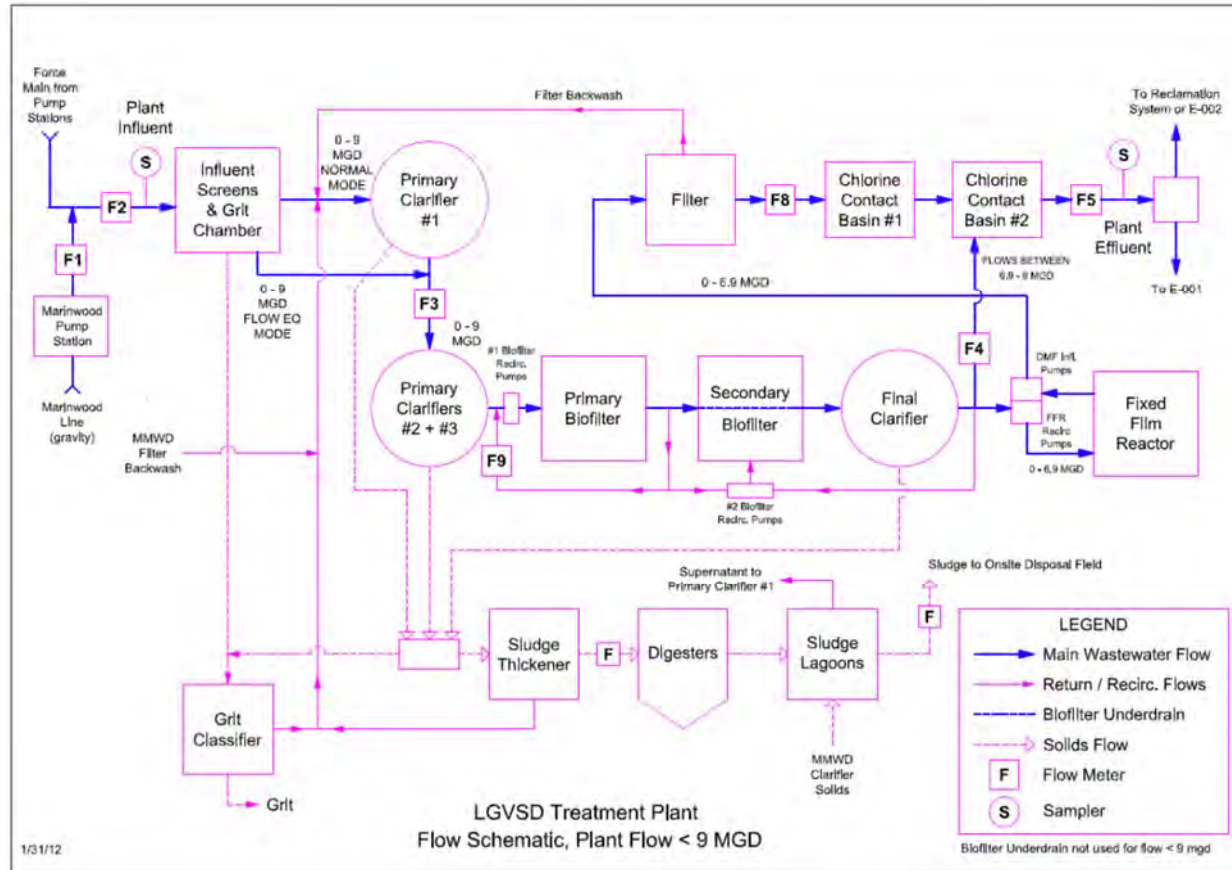 Force
Main from
Pump
Stations
Plant
Influent
S
F2
F1
Marinwood
Pump
Station
Marinwood
Line
(gravity)
Influent
Screens
& Grit
Chamber
0 - 9
MGD
NORMAL
MODE
0 - 9
MGD
FLOW EQ
MODE
Filter Backwash
Primary
Clarifier
#1
F3
0 - 9
MGD
Primary
Clarifiers
#2 + #3
#1 Biofilter
Recirc.
Pumps
F9
Primary
Biofilter
Secondary
Biofilter
#2 Biofilter
Recirc. Pumps
Final
Clarifier
F4
FLOWS BETWEEN
6.9 - 9 MGD
0 - 6.9 MGD
Filter
F8
Chlorine
Contact
Basin #1
Chlorine
Contact
Basin #2
F5
S
Plant
Effluent
To Reclamation
System or E-002
To E-001
DMF Infl.
Pumps
FFR
Recirc
Pumps
0 - 6.9 MGD
Fixed
Film
Reactor
MMWD
Filter
Backwash
Supernatant to
Primary Clarifier #1
Sludge to Onsite Disposal Field
F
Sludge
Thickener
F
Digesters
Sludge
Lagoons
MMWD
Clarifier
Solids
Grit
Classifier
Grit
LEGEND
Main Wastewater Flow
Return / Recirc. Flows
Biofilter Underdrain
Solids Flow
F Flow Meter
S Sampler
Biofilter Underdrain not used for flow < 9 mgd
LGVSD Treatment Plant
Flow Schematic, Plant Flow < 9 MGD
1/31/12